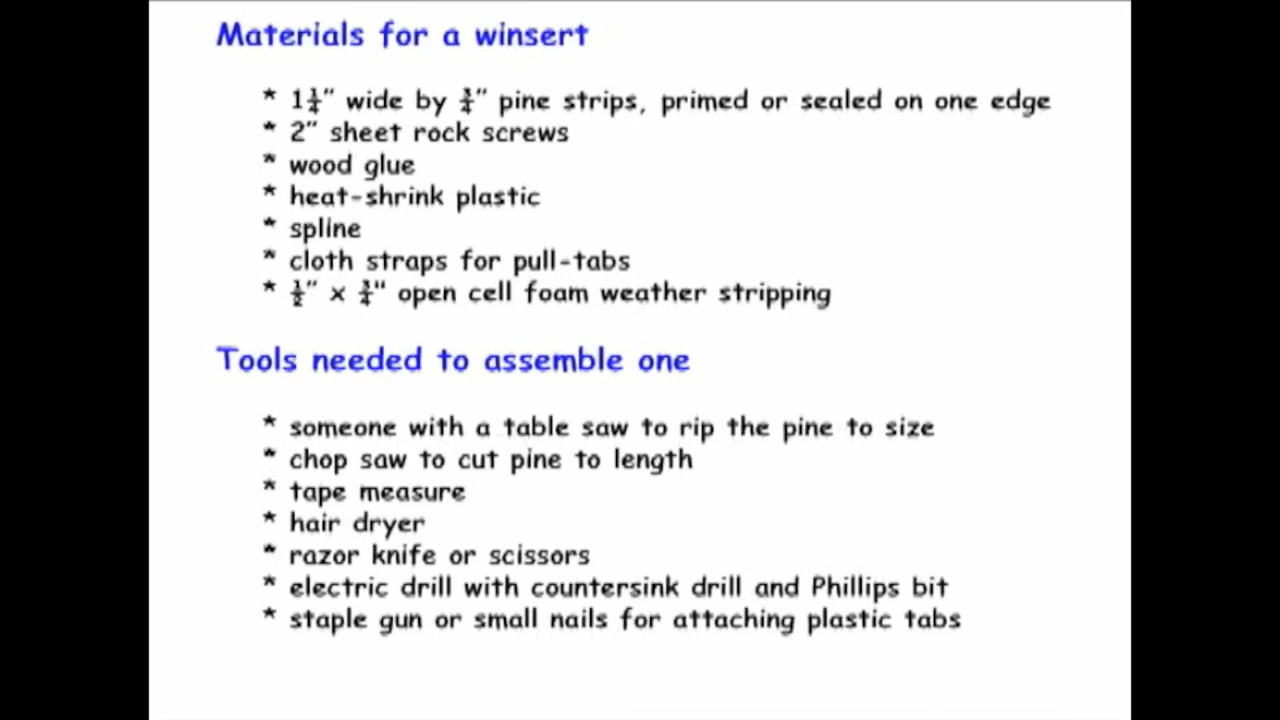 Materials for a winsert
* 1¼" wide by ¾" pine strips, primed or sealed on one edge
* 2" sheet rock screws
* wood glue
* heat-shrink plastic
* spline
* cloth straps for pull-tabs
* ½" x ¾" open cell foam weather stripping
Tools needed to assemble one
* someone with a table saw to rip the pine to size
* chop saw to cut pine to length
* tape measure
* hair dryer
* razor knife or scissors
* electric drill with countersink drill and Phillips bit
* staple gun or small nails for attaching plastic tabs